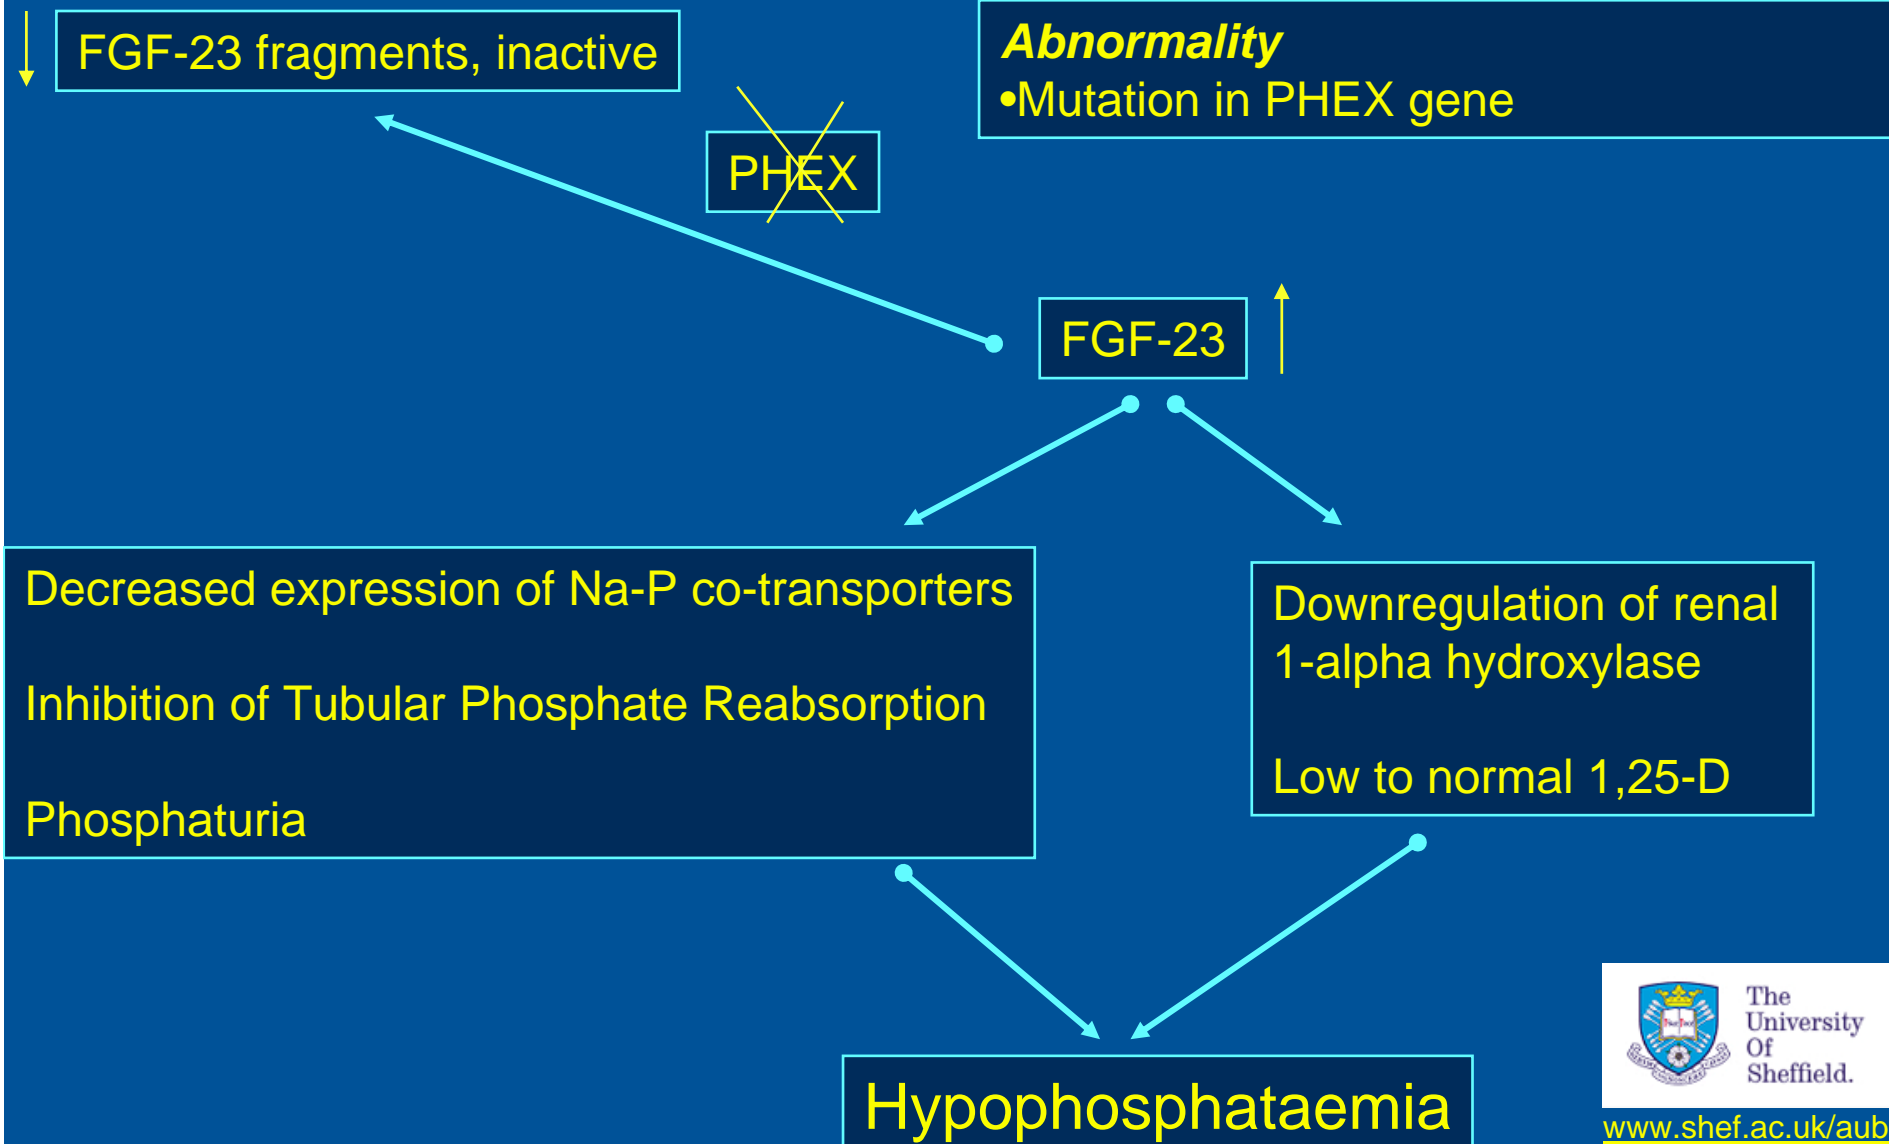 FGF-23 fragments, inactive
Abnormality
•Mutation in PHEX gene
PHEX
FGF-23
Decreased expression of Na-P co-transporters
Inhibition of Tubular Phosphate Reabsorption
Phosphaturia
Downregulation of renal
1-alpha hydroxylase
Low to normal 1,25-D
Hypophosphataemia
The
University
Of
Sheffield.
www.shef.ac.uk/aub